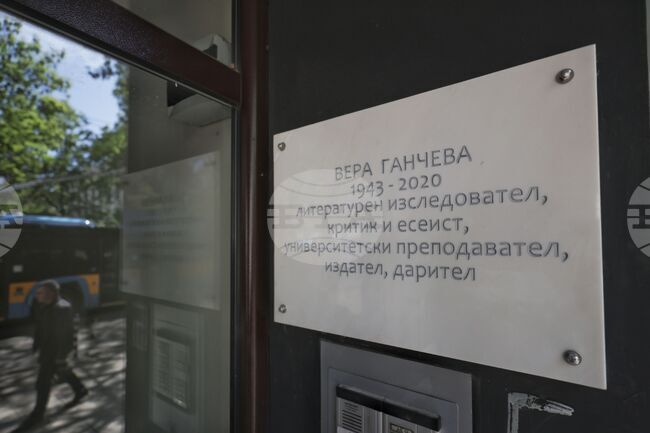 ВЕРА ГАНЧЕВА
1943 - 2020
литературен изследовател,
критик и есеист,
университетски преподавател,
издател, дарител